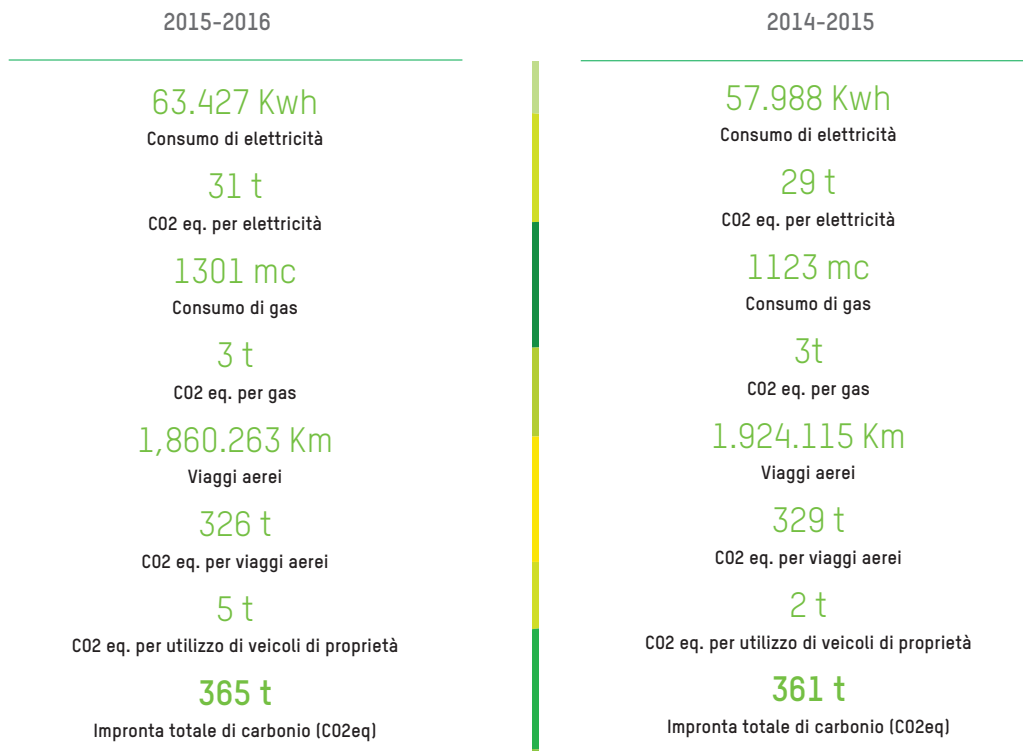 2015-2016
63.427 Kwh
Consumo di elettricità
31 t
CO2 eq. per elettricità
1301 mc
Consumo di gas
3 t
CO2 eq. per gas
1,860.263 Km
Viaggi aerei
326 t
CO2 eq. per viaggi aerei
5 t
CO2 eq. per utilizzo di veicoli di proprietà
365 t
Impronta totale di carbonio (CO2eq)
2014-2015
57.988 Kwh
Consumo di elettricità
29 t
CO2 eq. per elettricità
1123 mc
Consumo di gas
3t
CO2 eq. per gas
1.924.115 Km
Viaggi aerei
329 t
CO2 eq. per viaggi aerei
2 t
CO2 eq. per utilizzo di veicoli di proprietà
361 t
Impronta totale di carbonio (CO2eq)